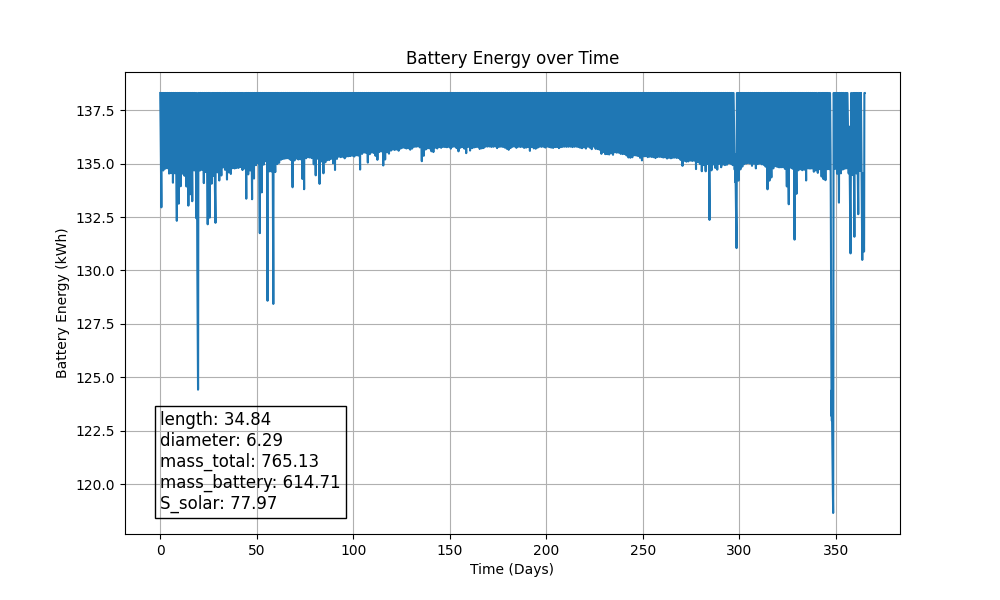 Battery Energy over Time
Battery Energy (kWh)
137.5
135.0
132.5
130.0
127.5
125.0
122.5
120.0
length: 34.84
diameter: 6.29
mass_total: 765.13
mass_battery: 614.71
S_solar: 77.97
0 50 100 150 200 250 300 350
Time (Days)